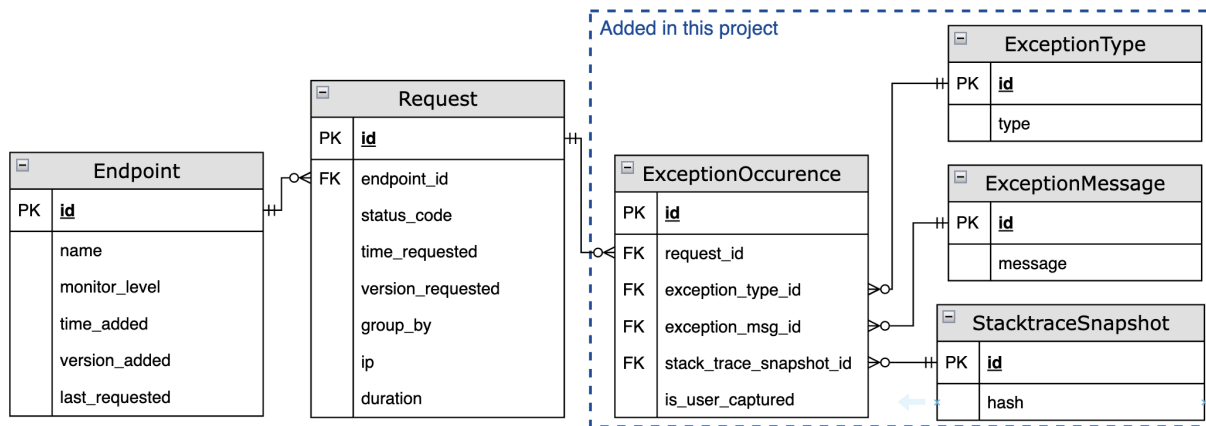 Added in this project
Endpoint
PK id
name
monitor_level
time_added
version_added
last_requested
Request
PK id
FK endpoint_id
status_code
time_requested
version_requested
group_by
ip
duration
ExceptionOccurence
PK id
FK request_id
FK exception_type_id
FK exception_msg_id
FK stack_trace_snapshot_id
is_user_captured
ExceptionType
PK id
type
ExceptionMessage
PK id
message
StacktraceSnapshot
PK id
hash